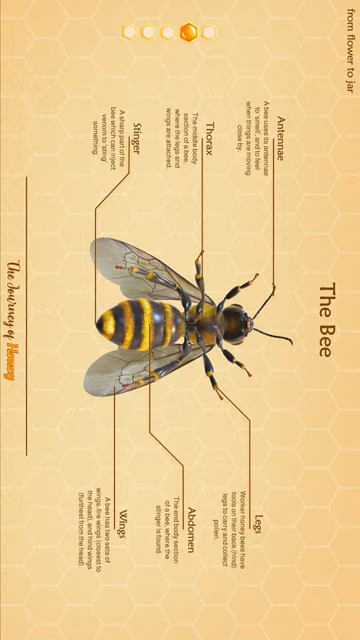 from flower to jar
The Bee
Antennae
A bee uses its antennae
to 'smell', and to feel
when things are moving
close by.
Thorax
The middle body
section of a bee,
where the legs and
wings are attached.
Stinger
A sharp part of the
bee which can inject
venom to 'sting'
something.
Legs
Worker honey bees have
tools on their back (hind)
legs to carry and collect
pollen.
Abdomen
The end body section
of a bee, where the
stinger is found.
Wings
A bee has two sets of
wings: fire wings (closest to
the head), and hind wings
(furthest from the head).
The Journey of Honey